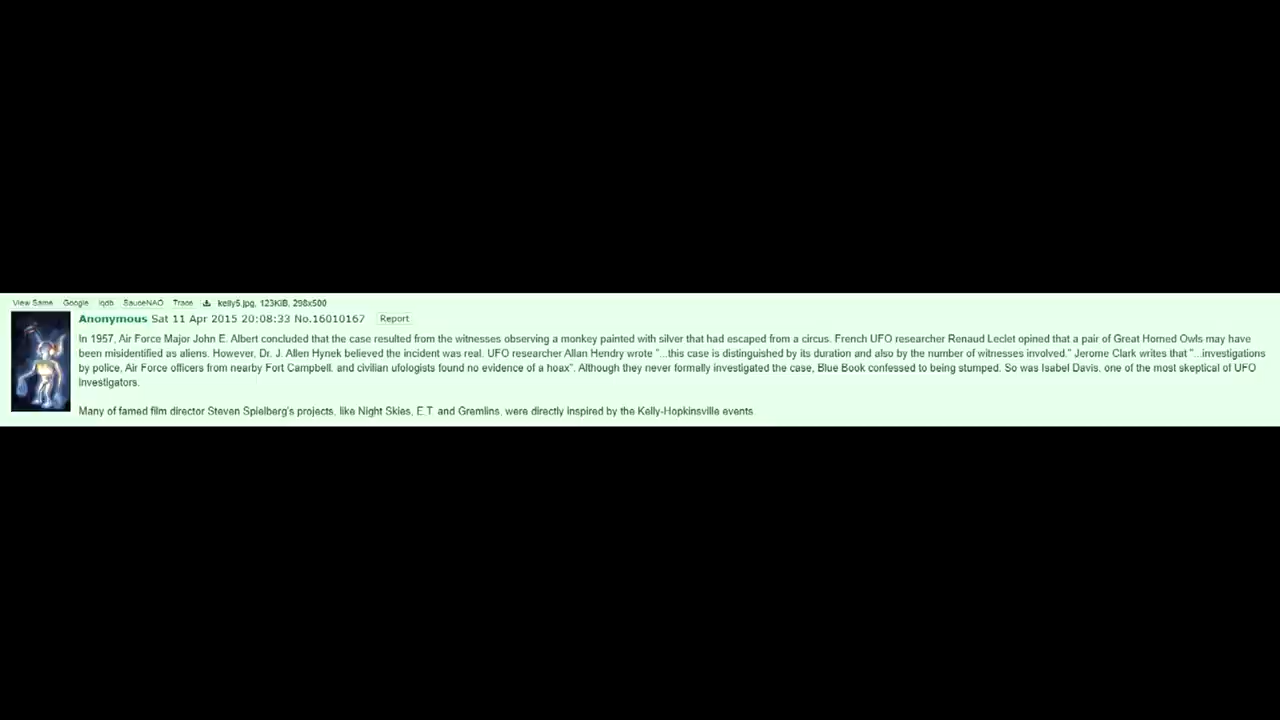 View Same Google iqdb SauceNAO Trace kelly5.jpg, 123KiB, 298x500
Anonymous Sat 11 Apr 2015 20:08:33 No.16010167 Report
In 1957, Air Force Major John E. Albert concluded that the case resulted from the witnesses observing a monkey painted with silver that had escaped from a circus. French UFO researcher Renaud Leclet opined that a pair of Great Horned Owls may have
been misidentified as aliens. However, Dr. J. Allen Hynek believed the incident was real. UFO researcher Allan Hendry wrote "...this case is distinguished by its duration and also by the number of witnesses involved." Jerome Clark writes that "...investigations
by police, Air Force officers from nearby Fort Campbell, and civilian ufologists found no evidence of a hoax". Although they never formally investigated the case, Blue Book confessed to being stumped. So was Isabel Davis, one of the most skeptical of UFO
Investigators.
Many of famed film director Steven Spielberg's projects, like Night Skies, E.T. and Gremlins, were directly inspired by the Kelly-Hopkinsville events